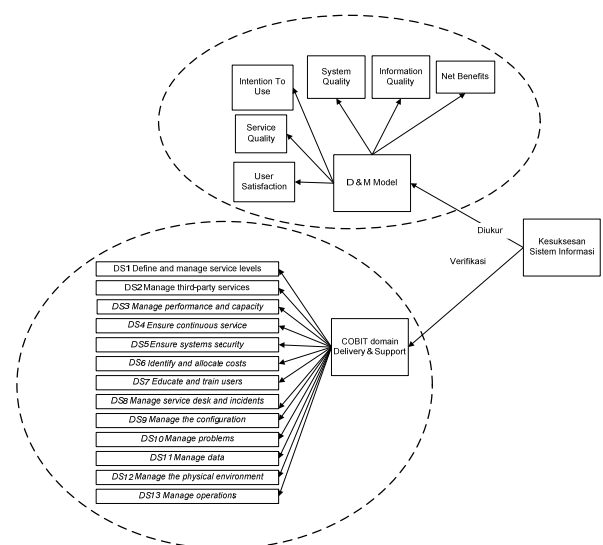 System
Quality
Information
Quality
Net Benefits
Intention To
Use
Service
Quality
User
Satisfaction
D & M Model
Diukur
Kesuksesan
Sistem Informasi
Verifikasi
DS1 Define and manage service levels
DS2 Manage third-party services
DS3 Manage performance and capacity
DS4 Ensure continuous service
DS5 Ensure systems security
DS6 Identify and allocate costs
DS7 Educate and train users
DS8 Manage service desk and incidents
DS9 Manage the configuration
DS10 Manage problems
DS11 Manage data
DS12 Manage the physical environment
DS13 Manage operations
COBIT domain
Delivery & Support